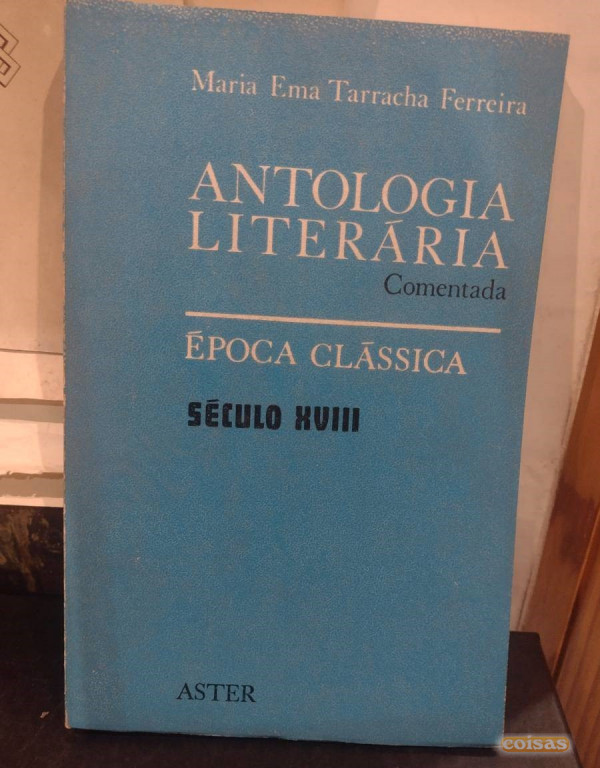 Maria Ema Tarracha Ferreira
ANTOLOGIA
LITERÁRIA
Comentada
ÉPOCA CLÁSSICA
SÉCULO XVIII
ASTER
coisas